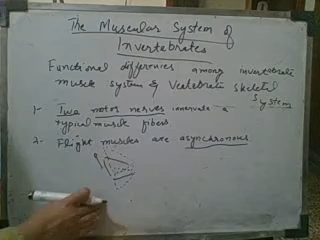 The Muscular System of
Invertebrates
Functional differences among invertebrate
muscle system & Vertebrate skeletal
System
1- Two motor nerves innervate a
typical muscle fibers
2- Flight muscles are asynchronous